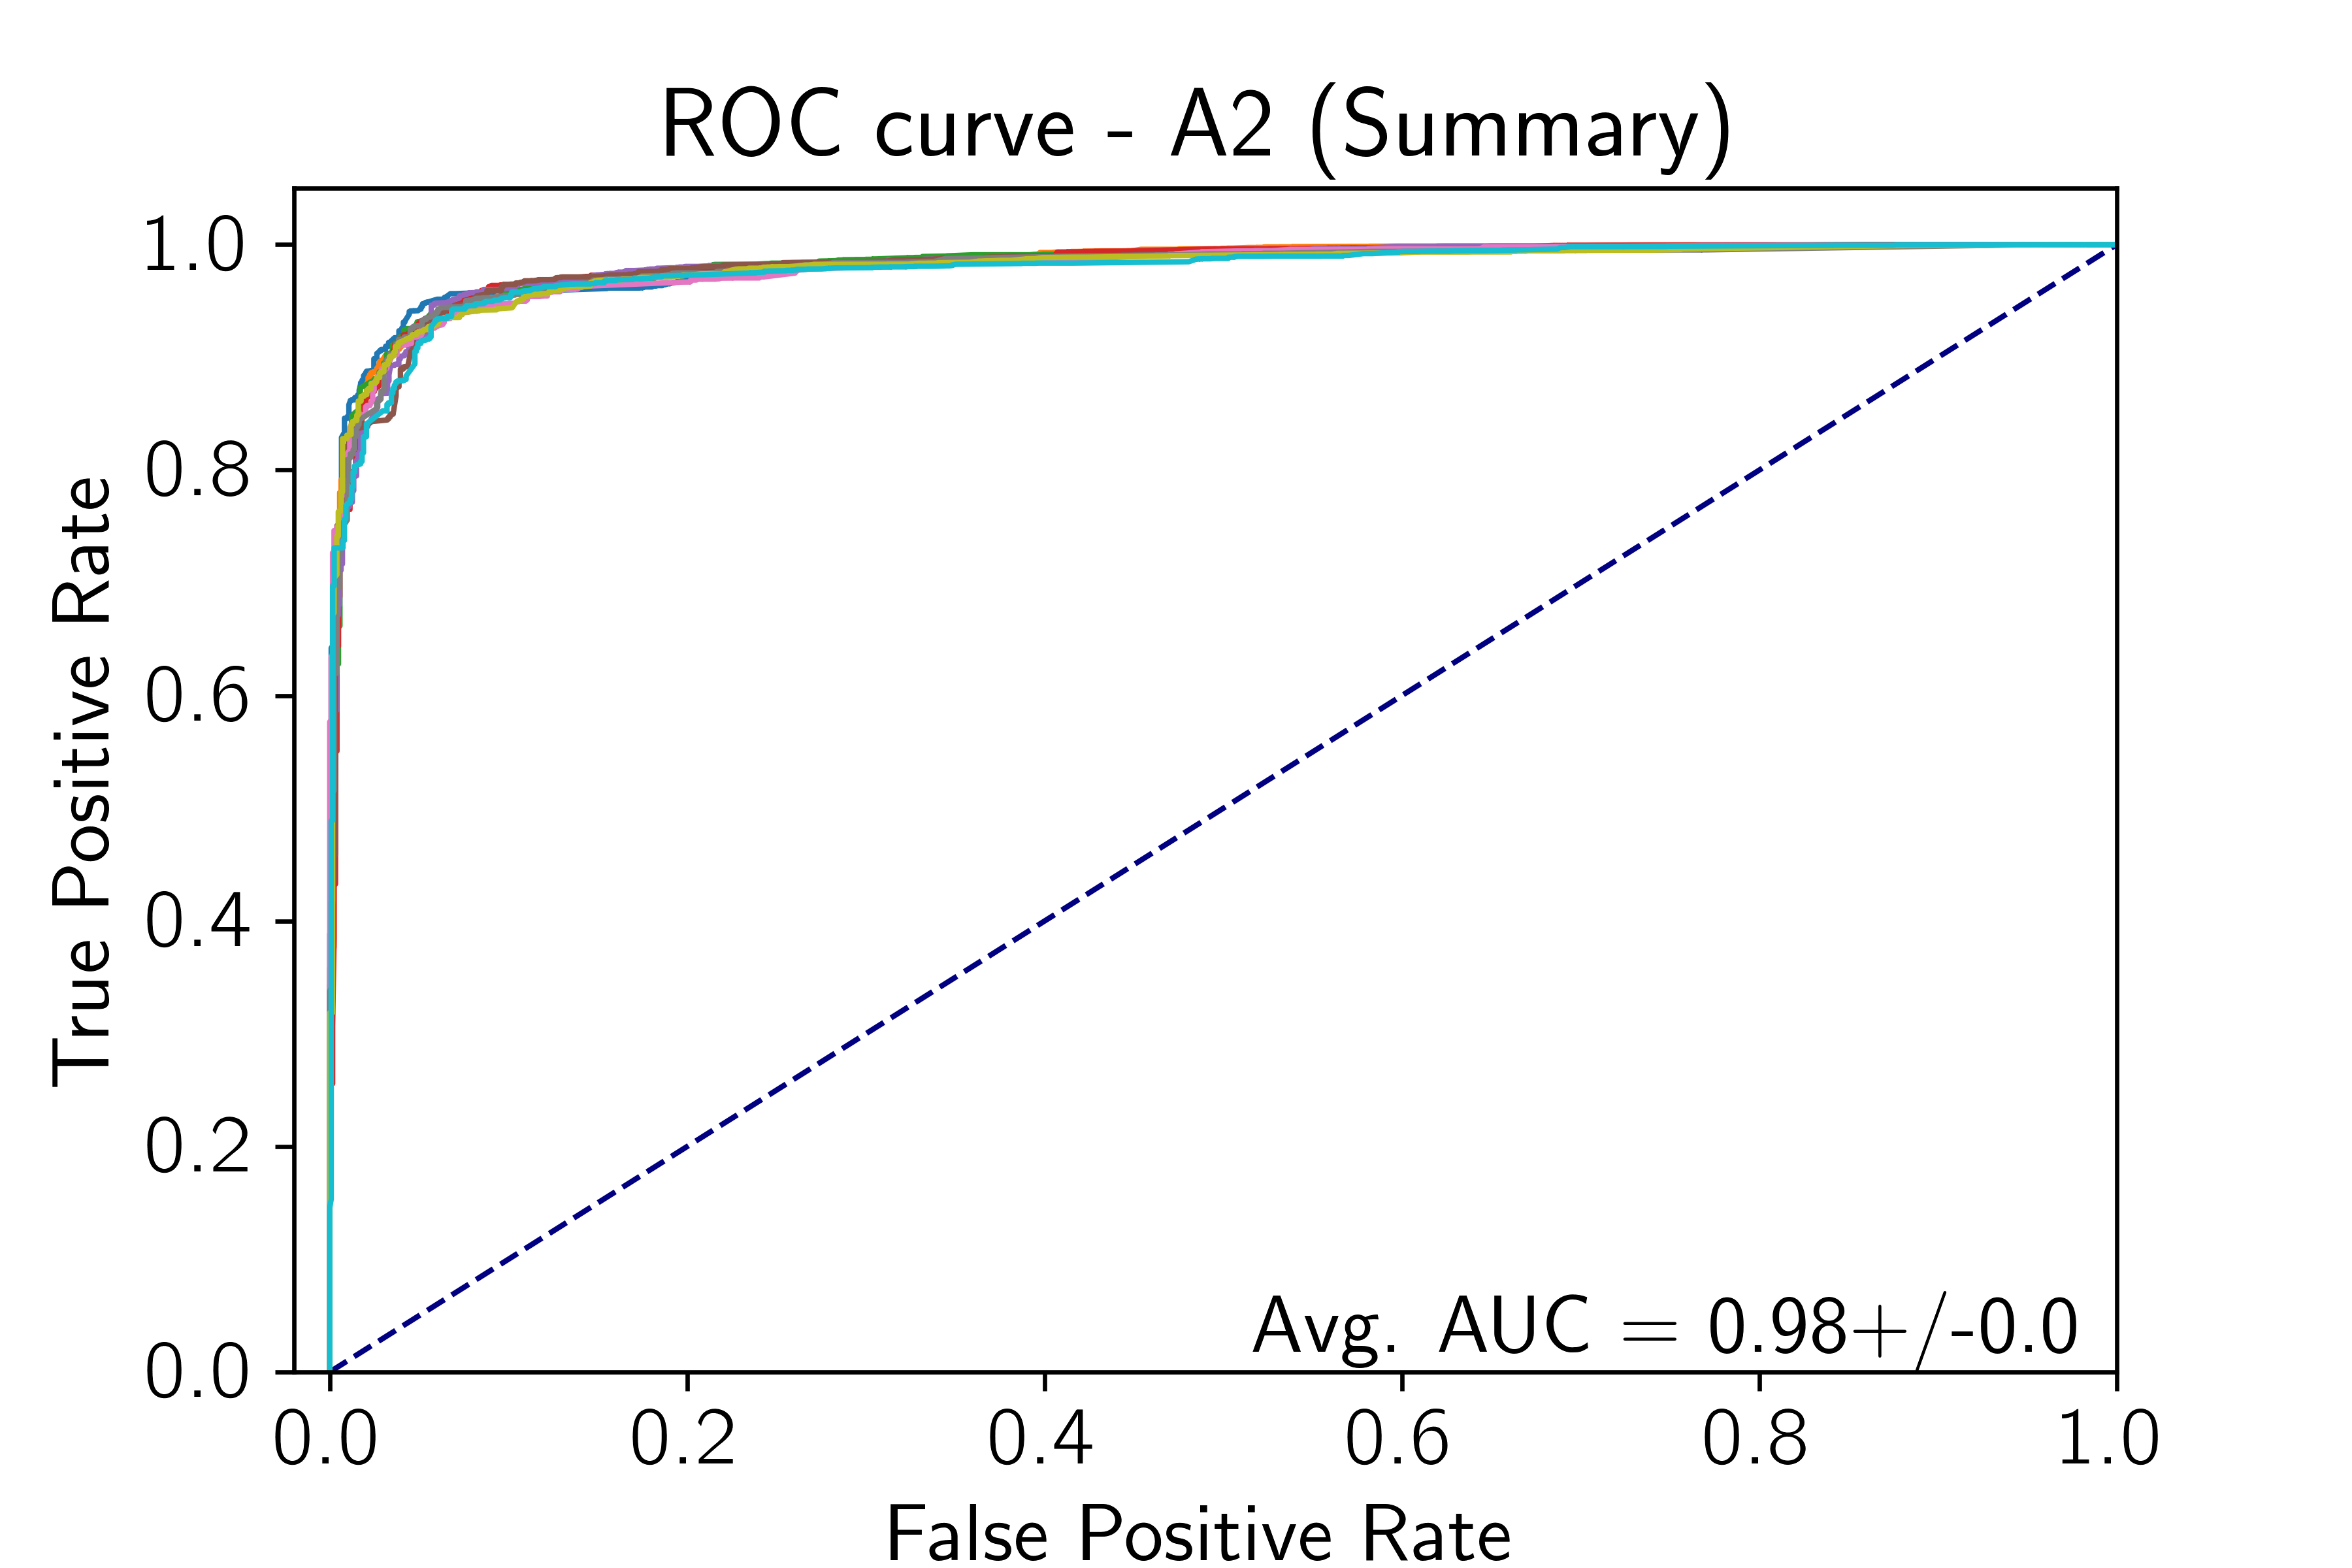 ROC curve - A2 (Summary)
True Positive Rate
1.0
0.8
0.6
0.4
0.2
0.0
Avg. AUC = 0.98+/-0.0
0.0 0.2 0.4 0.6 0.8 1.0
False Positive Rate